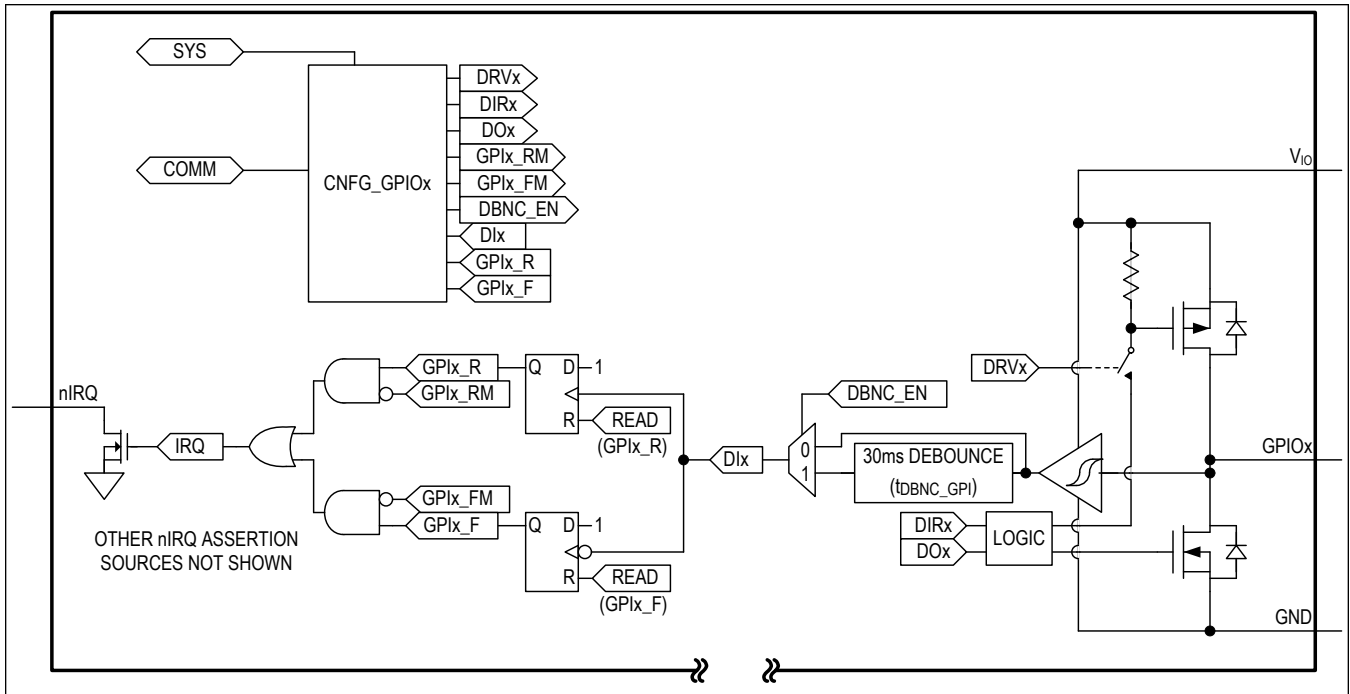 SYS
COMM
CNFG_GPIOx
DRVx
DIRx
DOx
GPIx_RM
GPIx_FM
DBNC_EN
DIx
GPIx_R
GPIx_F
VIO
nIRQ
IRQ
GPIx_R
GPIx_RM
Q D 1
R READ
(GPIx_R)
GPIx_FM
GPIx_F
Q D 1
R READ
(GPIx_F)
OTHER nIRQ ASSERTION
SOURCES NOT SHOWN
DIx
DBNC_EN
0
1
30ms DEBOUNCE
(tDBNC_GPI)
DRVx
DIRx
DOx
LOGIC
GPIOx
GND